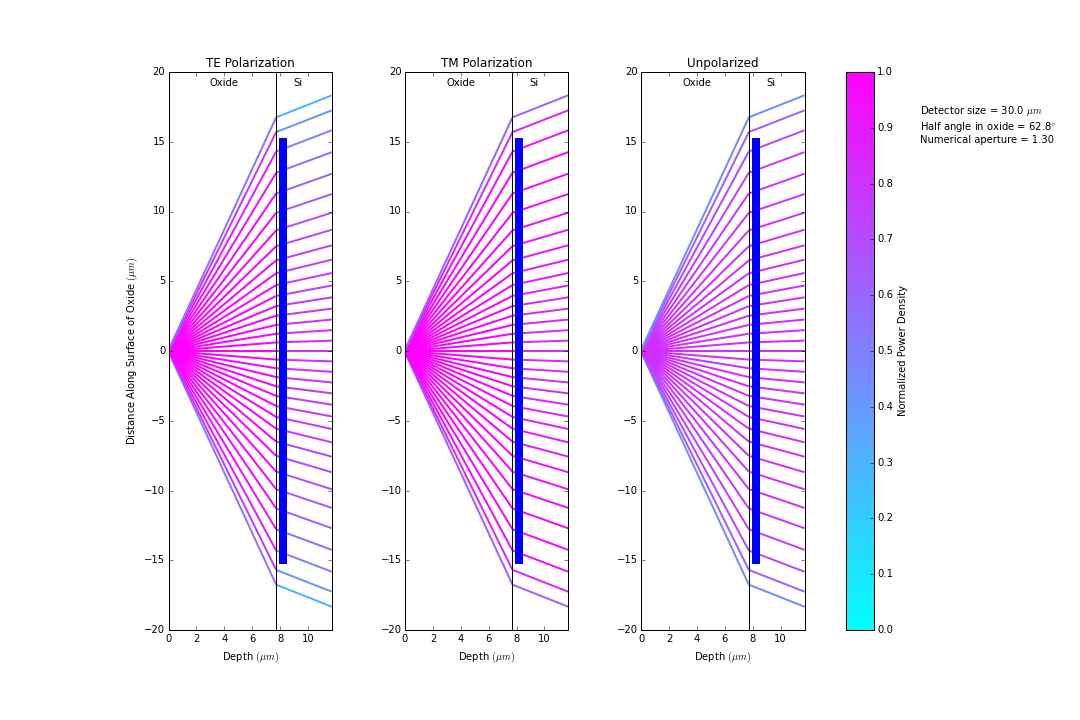 TE Polarization
TM Polarization
Unpolarized
Oxide Si
Oxide Si
Oxide Si
20
15
10
5
0
−5
−10
−15
−20
0 2 4 6 8 10
Depth (μm)
Distance Along Surface of Oxide (μm)
20
15
10
5
0
−5
−10
−15
−20
0 2 4 6 8 10
Depth (μm)
20
15
10
5
0
−5
−10
−15
−20
0 2 4 6 8 10
Depth (μm)
1.0
0.9
0.8
0.7
0.6
0.5
0.4
0.3
0.2
0.1
0.0
Normalized Power Density
Detector size = 30.0 μm
Half angle in oxide = 62.8°
Numerical aperture = 1.30